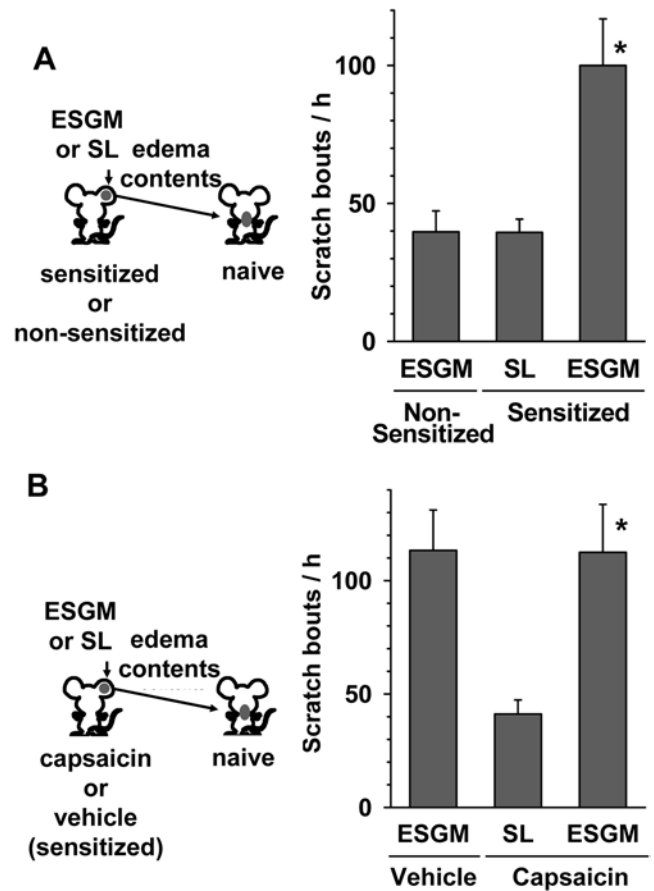 A
ESGM
or SL edema
contents
sensitized
or
non-sensitized
naive
Scratch bouts / h
100
50
0
*
ESGM SL ESGM
Non-
Sensitized
Sensitized
B
ESGM
or SL edema
contents
capsaicin
or
vehicle
(sensitized)
naive
Scratch bouts / h
100
50
0
*
ESGM SL ESGM
Vehicle Capsaicin